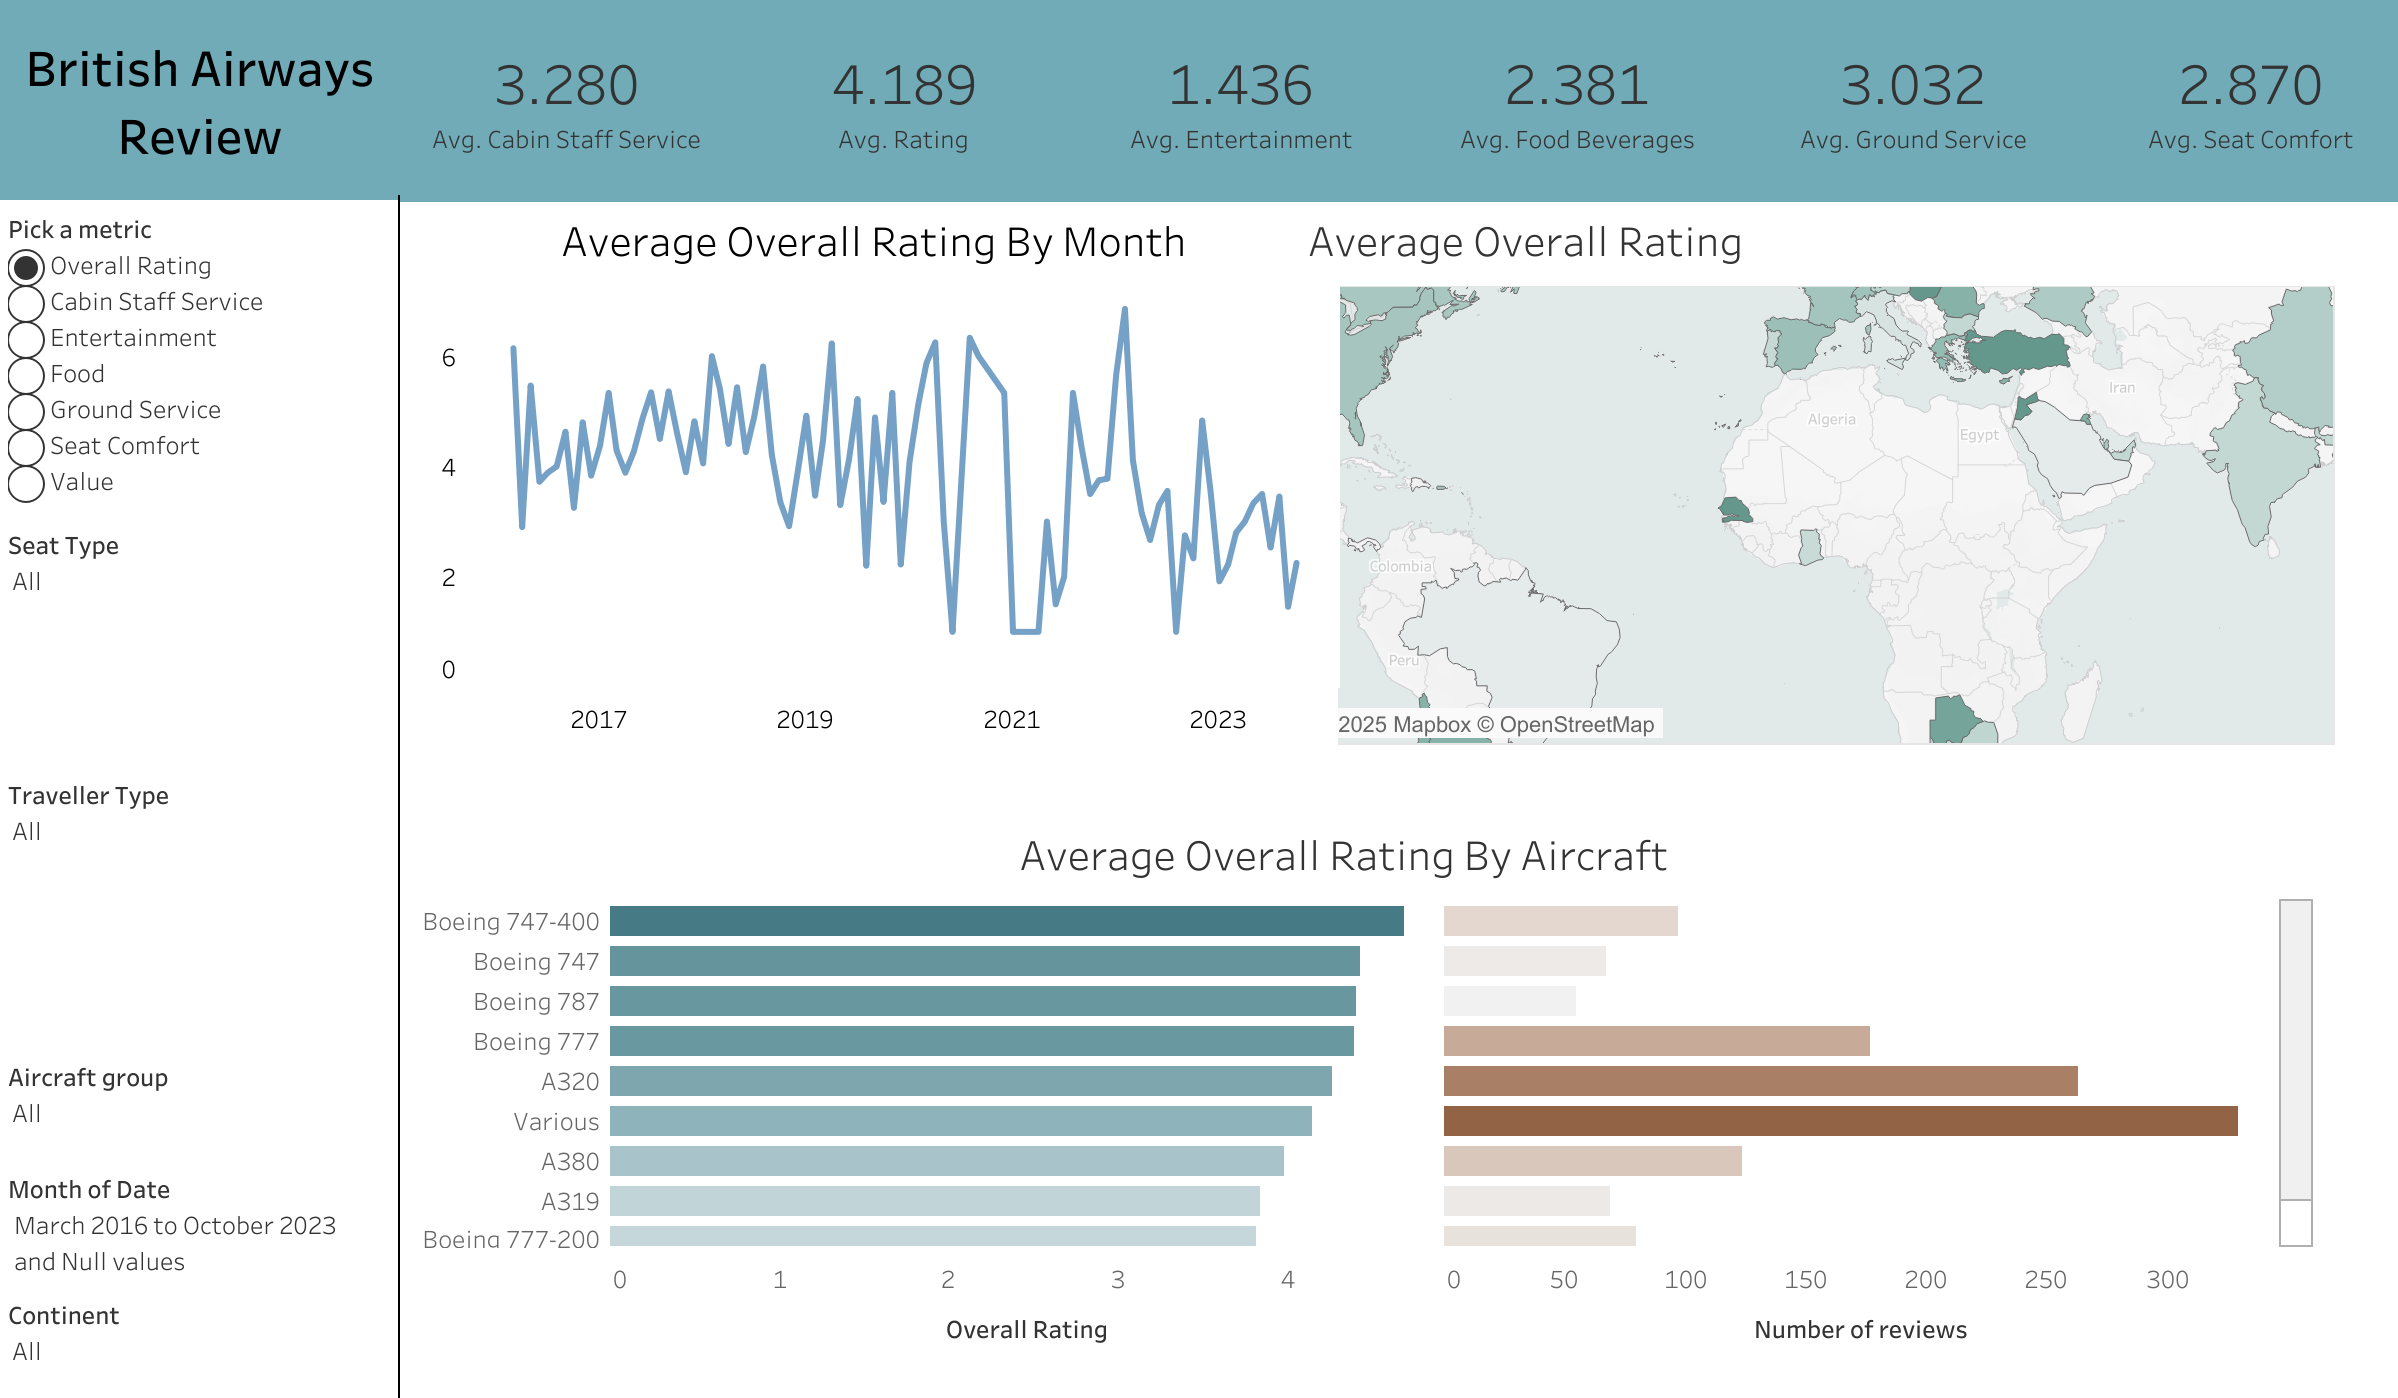 British Airways
Review
3.280
Avg. Cabin Staff Service
4.189
Avg. Rating
1.436
Avg. Entertainment
2.381
Avg. Food Beverages
3.032
Avg. Ground Service
2.870
Avg. Seat Comfort
Pick a metric
Overall Rating
Cabin Staff Service
Entertainment
Food
Ground Service
Seat Comfort
Value
Seat Type
All
Traveller Type
All
Aircraft group
All
Month of Date
March 2016 to October 2023
and Null values
Continent
All
Average Overall Rating By Month
6
4
2
0
2017 2019 2021 2023
Average Overall Rating
Iran
Algeria
Egypt
Colombia
Peru
2025 Mapbox © OpenStreetMap
Average Overall Rating By Aircraft
Boeing 747-400
Boeing 747
Boeing 787
Boeing 777
A320
Various
A380
A319
Boeing 777-200
0 1 2 3 4
Overall Rating
0 50 100 150 200 250 300
Number of reviews